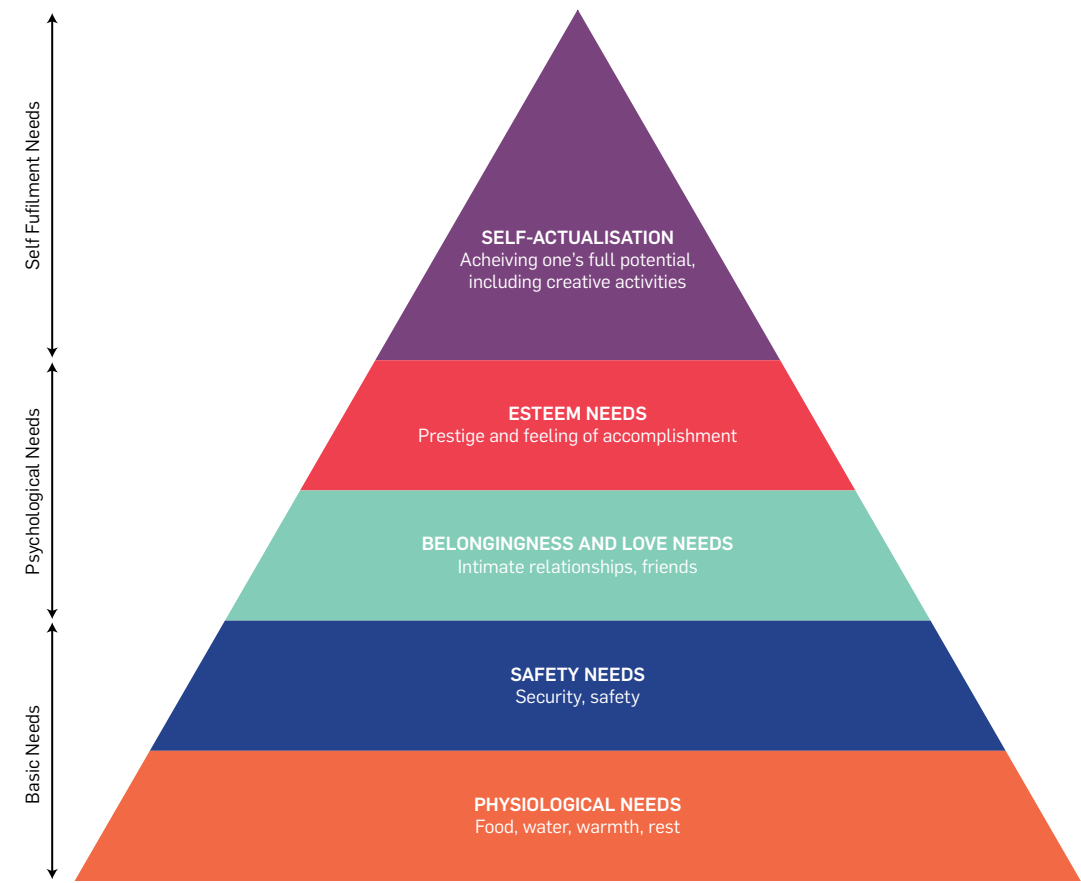 Self Fufilment Needs
SELF-ACTUALISATION
Acheiving one's full potential,
including creative activities
Psychological Needs
ESTEEM NEEDS
Prestige and feeling of accomplishment
BELONGINGNESS AND LOVE NEEDS
Intimate relationships, friends
Basic Needs
SAFETY NEEDS
Security, safety
PHYSIOLOGICAL NEEDS
Food, water, warmth, rest